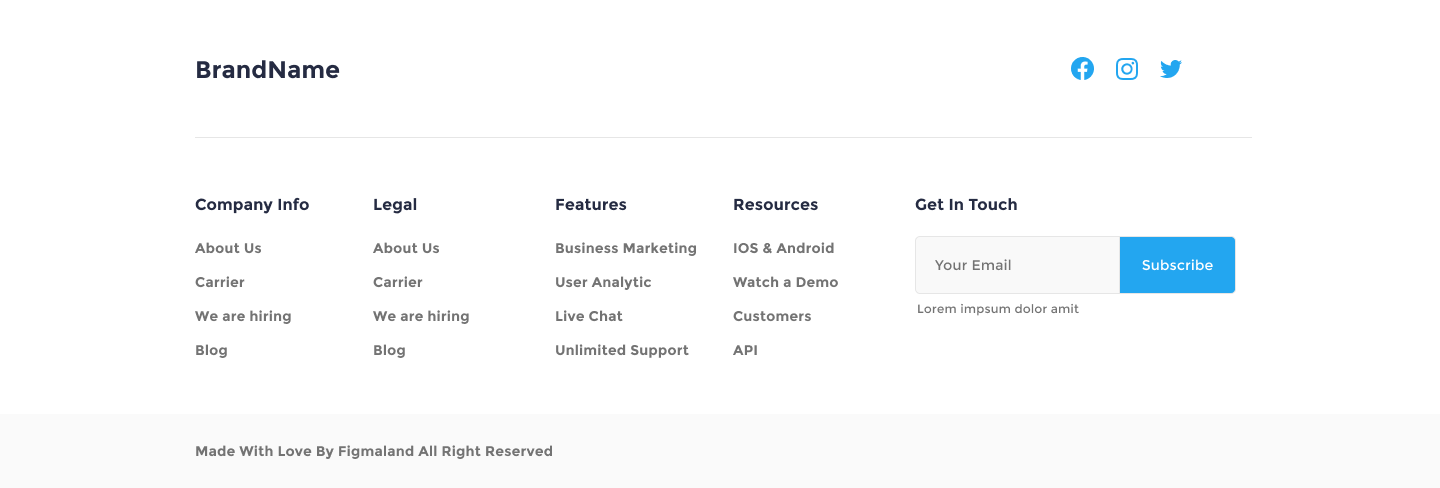 BrandName
Company Info
About Us
Carrier
We are hiring
Blog
Legal
About Us
Carrier
We are hiring
Blog
Features
Business Marketing
User Analytic
Live Chat
Unlimited Support
Resources
IOS & Android
Watch a Demo
Customers
API
Get In Touch
Your Email
Subscribe
Lorem impsum dolor amit
Made With Love By Figmaland All Right Reserved